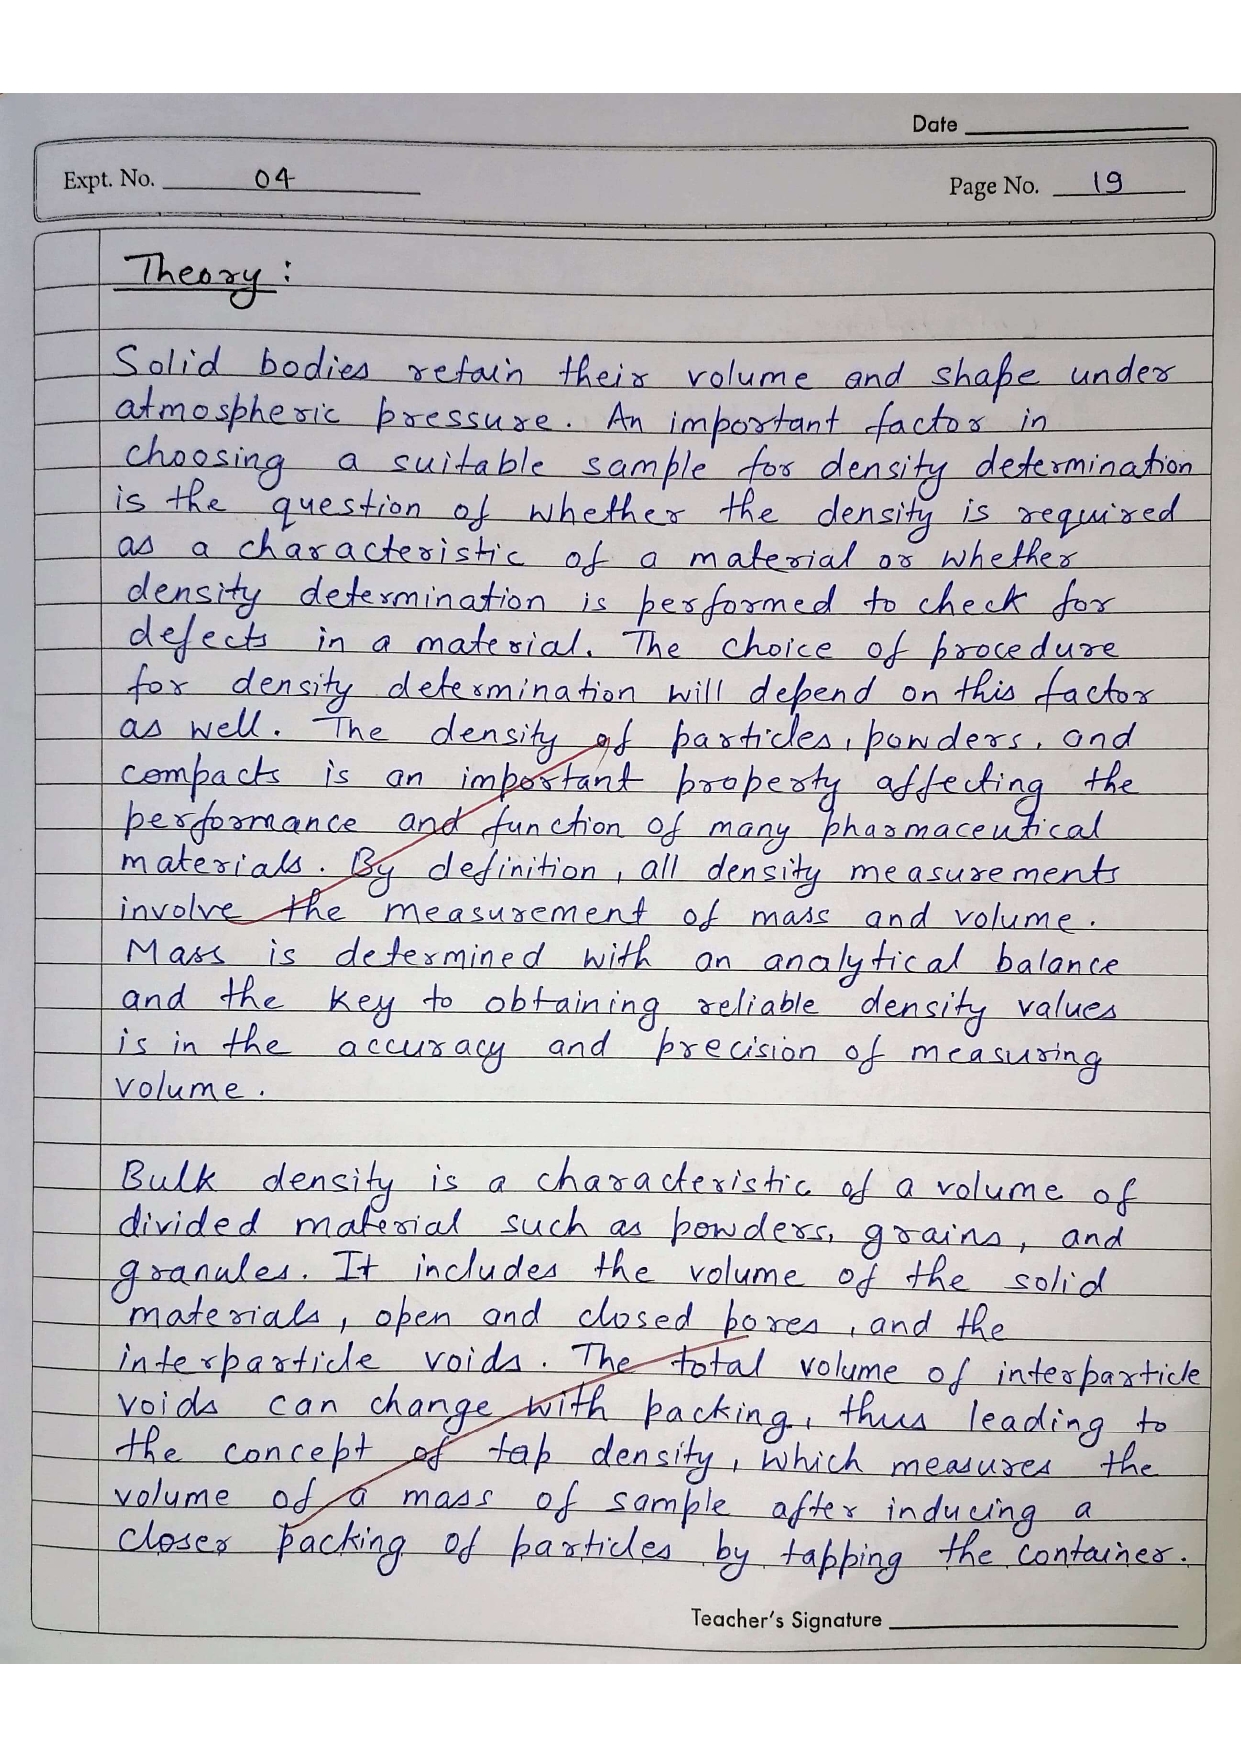 Date
Expt. No. 04
Page No. 19
Theory:
Solid bodies retain their volume and shape under
atmospheric pressure. An important factor in
choosing a suitable sample for density determination
is the question of whether the density is required
as a characteristic of a material or whether
density determination is performed to check for
defects in a material. The choice of procedure
for density determination will depend on this factor
as well. The density of particles, powders, and
compacts is an important property affecting the
performance and function of many pharmaceutical
materials. By definition, all density measurements
involve the measurement of mass and volume.
Mass is determined with an analytical balance
and the key to obtaining reliable density values
is in the accuracy and precision of measuring
volume.
Bulk density is a characteristic of a volume of
divided material such as powders, grains, and
granules. It includes the volume of the solid
materials, open and closed pores, and the
interparticle voids. The total volume of interparticle
voids can change with packing, thus leading to
the concept of tap density, which measures the
volume of a mass of sample after inducing a
closer packing of particles by tapping the container.
Teacher's Signature